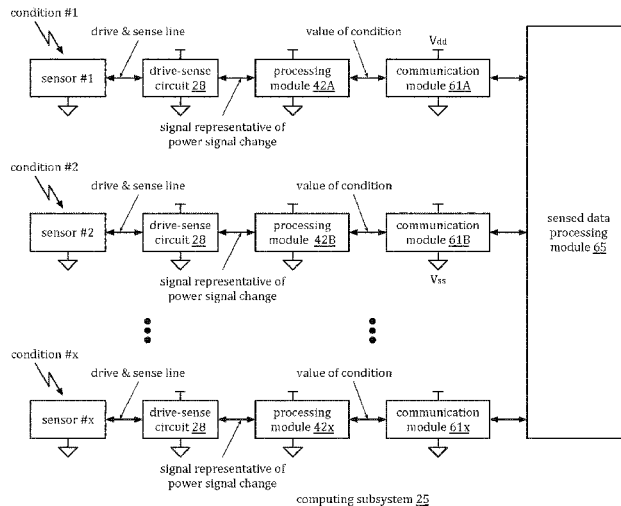 condition #1
drive & sense line
value of condition
Vdd
sensor #1
drive-sense
circuit 28
processing
module 42A
communication
module 61A
signal representative of
power signal change
condition #2
drive & sense line
value of condition
sensor #2
drive-sense
circuit 28
processing
module 42B
communication
module 61B
sensed data
processing
module 65
signal representative of
power signal change
Vss
condition #x
drive & sense line
value of condition
sensor #x
drive-sense
circuit 28
processing
module 42x
communication
module 61x
signal representative of
power signal change
computing subsystem 25